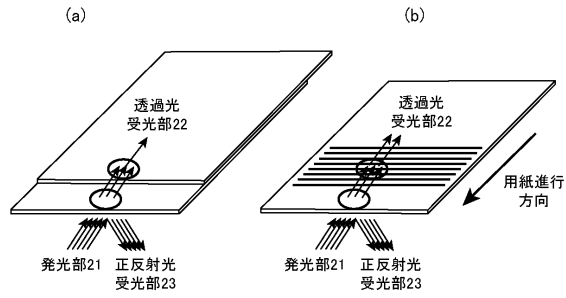 (a)
透過光
受光部22
発光部21
正反射光
受光部23
(b)
透過光
受光部22
用紙進行
方向
発光部21
正反射光
受光部23